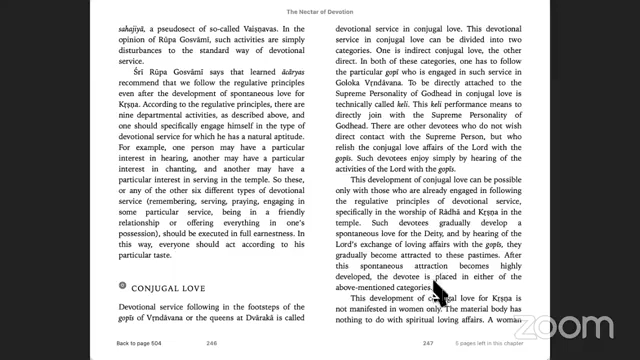 The Nectar of Devotion
sahajiyā, a pseudosect of so-called Vaiṣṇavas. In the
opinion of Rūpa Gosvāmī, such activities are simply
disturbances to the standard way of devotional
service.
Śrī Rūpa Gosvāmī says that learned ācāryas
recommend that we follow the regulative principles
even after the development of spontaneous love for
Kṛṣṇa. According to the regulative principles, there are
nine departmental activities, as described above, and
one should specifically engage himself in the type of
devotional service for which he has a natural aptitude.
For example, one person may have a particular
interest in hearing, another may have a particular
interest in chanting, and another may have a
particular interest in serving in the temple. So these,
or any of the other six different types of devotional
service (remembering, serving, praying, engaging in
some particular service, being in a friendly
relationship or offering everything in one's
possession), should be executed in full earnestness. In
this way, everyone should act according to his
particular taste.
CONJUGAL LOVE
Devotional service following in the footsteps of the
gopīs of Vṛndāvana or the queens at Dvārakā is called
devotional service in conjugal love. This devotional
service in conjugal love can be divided into two
categories. One is indirect conjugal love, the other
direct. In both of these categories, one has to follow
the particular gopī who is engaged in such service in
Goloka Vṛndāvana. To be directly attached to the
Supreme Personality of Godhead in conjugal love is
technically called keli. This keli performance means to
directly join with the Supreme Personality of
Godhead. There are other devotees who do not wish
direct contact with the Supreme Person, but who
relish the conjugal love affairs of the Lord with the
gopīs. Such devotees enjoy simply by hearing of the
activities of the Lord with the gopīs.
This development of conjugal love can be possible
only with those who are already engaged in following
the regulative principles of devotional service,
specifically in the worship of Rādhā and Kṛṣṇa in the
temple. Such devotees gradually develop a
spontaneous love for the Deity, and by hearing of the
Lord's exchange of loving affairs with the gopīs, they
gradually become attracted to these pastimes. After
this spontaneous attraction becomes highly
developed, the devotee is placed in either of the
above-mentioned categories.
This development of conjugal love for Kṛṣṇa is
not manifested in women only. The material body has
nothing to do with spiritual loving affairs. A woman
Back to page 504
246
247
5 pages left in this chapter
zoom